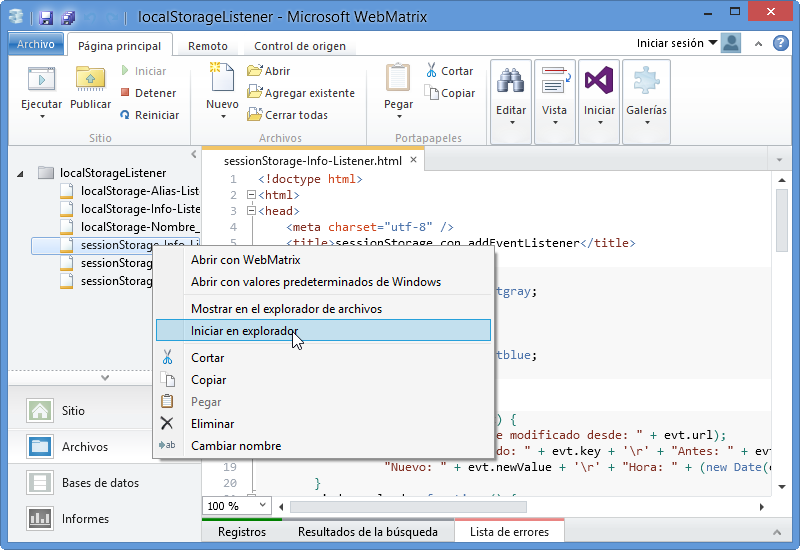 localStorageListener - Microsoft WebMatrix
Archivo Página principal Remoto Control de origen Iniciar sesión
Ejecutar Publicar Iniciar Detener Reiniciar
Sitio
Nuevo Abrir Agregar existente Cerrar todas
Archivos
Pegar Cortar Copiar
Portapapeles
Editar Vista Iniciar Galerías
localStorageListener
localStorage-Alias-List
localStorage-Info-Liste
localStorage-Nombre_
sessionStorage-Info-Li
sessionStorag
sessionStorag
Sitio
Archivos
Bases de datos
Informes
sessionStorage-Info-Listener.html
1 <!doctype html>
2 <html>
3 <head>
4 <meta charset="utf-8" />
5 <title>sessionStorage con addEventListener</title>
tgray;
tblue;
) {
e modificado desde: " + evt.url);
do: " + evt.key + '\r' + "Antes: " + evt
19 "Nuevo: " + evt.newValue + '\r' + "Hora: " + (new Date(
20 }
Abrir con WebMatrix
Abrir con valores predeterminados de Windows
Mostrar en el explorador de archivos
Iniciar en explorador
Cortar
Copiar
Pegar
Eliminar
Cambiar nombre
100 %
Registros Resultados de la búsqueda Lista de errores